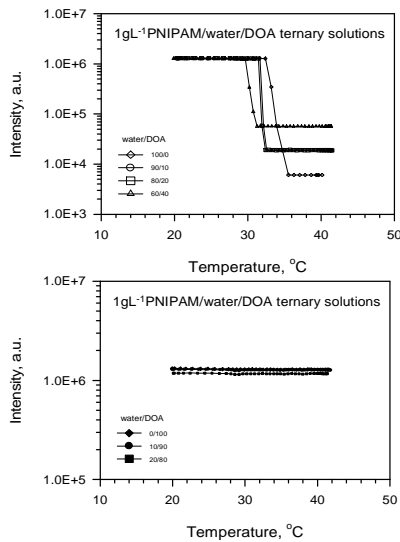 1gL-1PNIPAM/water/DOA ternary solutions
1.0E+7
1.0E+6
1.0E+5
1.0E+4
1.0E+3
Intensity, a.u.
water/DOA
100/0
90/10
80/20
60/40
10 20 30 40 50
Temperature, oC
1gL-1PNIPAM/water/DOA ternary solutions
1.0E+7
1.0E+6
1.0E+5
Intensity, a.u.
water/DOA
0/100
10/90
20/80
10 20 30 40 50
Temperature, oC